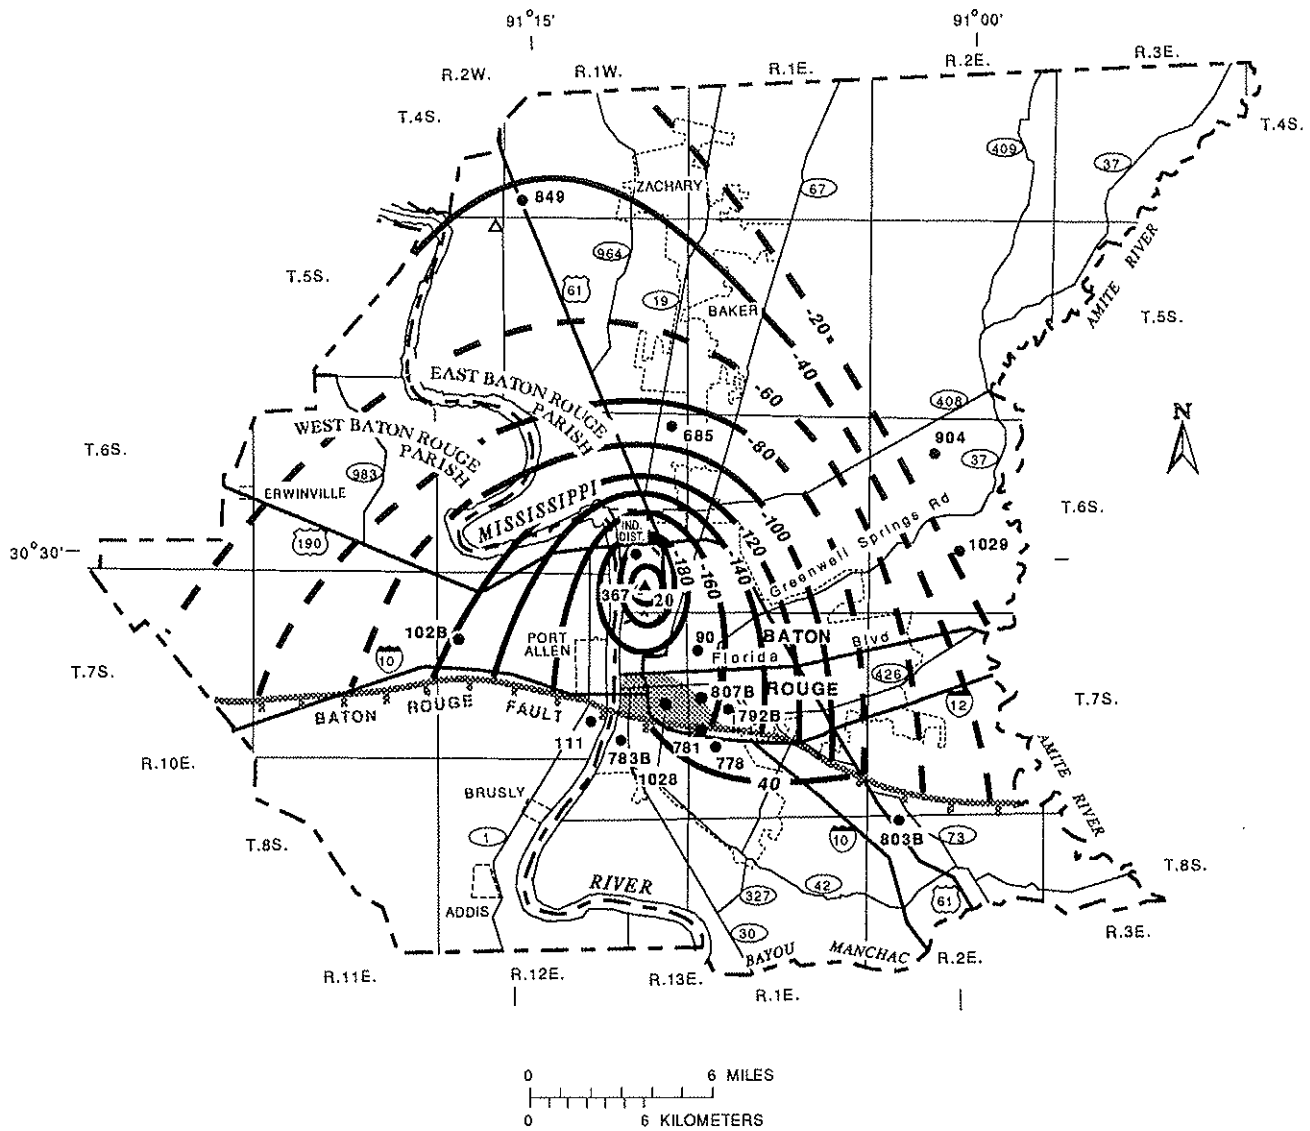 91°15'
91°00'
R.2W.
R.1W.
R.1E.
R.2E.
R.3E.
T.4S.
T.4S.
409
37
ZACHARY
67
849
964
AMITE RIVER
T.5S.
61
19
BAKER
T.5S.
-20-
-40
-60
EAST BATON ROUGE
PARISH
408
N
WEST BATON ROUGE
PARISH
685
-80
904
T.6S.
983
37
ERWINVILLE
MISSISSIPPI
-100
T.6S.
190
IND.
DIST.
-120
Greenwell Springs Rd
30°30'
-180
-160
-140
1029
367
20
102B
PORT
ALLEN
90
BATON
Florida
Blvd
10
T.7S.
426
807B
ROUGE
T.7S.
BATON ROUGE FAULT
792B
12
111
781
783B
778
R.10E.
1028
40
AMITE RIVER
BRUSLY
1
10
803B
73
T.8S.
T.8S.
RIVER
42
327
61
ADDIS
30
R.3E.
BAYOU MANCHAC
R.11E.
R.12E.
R.13E.
R.2E.
R.1E.
0 6 MILES
0 6 KILOMETERS